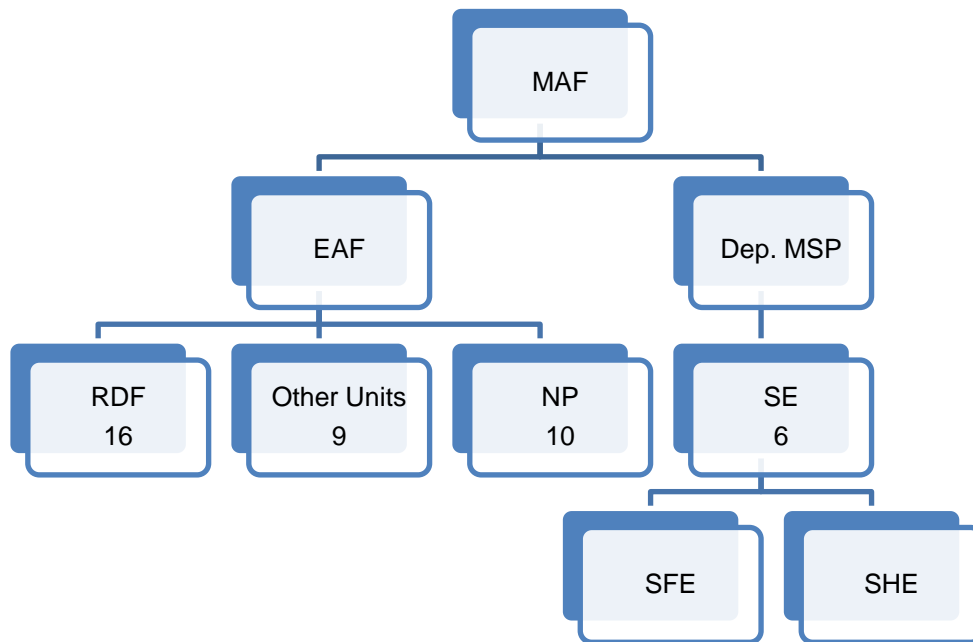 MAF
EAF
Dep. MSP
RDF
16
Other Units
9
NP
10
SE
6
SFE
SHE